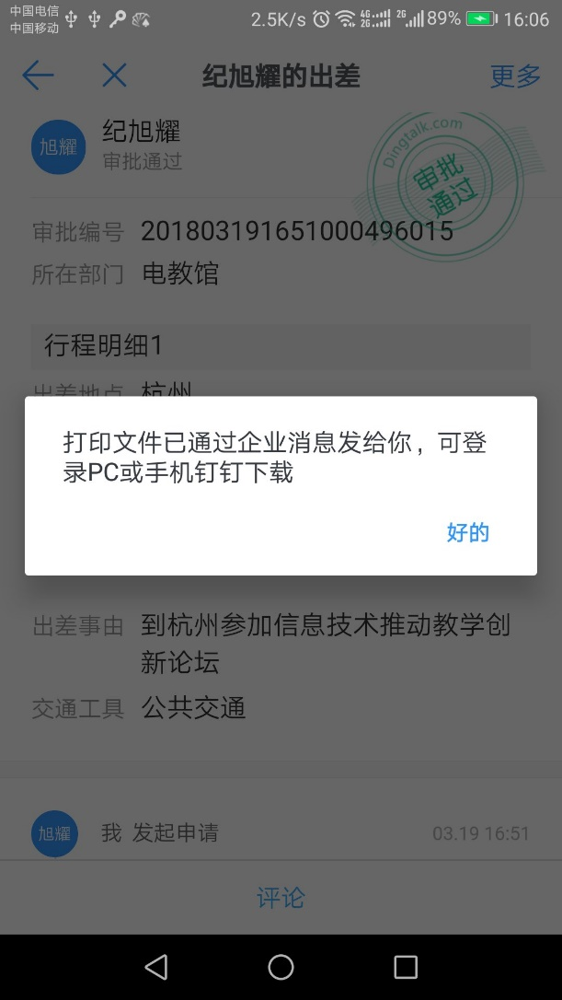 中国电信
中国移动
2.5K/s 4G 2G 2G 89% 16:06
纪旭耀的出差
更多
旭耀
纪旭耀
审批通过
Dingtalk.com
审批
通过
审批编号 201803191651000496015
所在部门 电教馆
行程明细1
出差地点 杭州
打印文件已通过企业消息发给你，可登
录PC或手机钉钉下载
好的
出差事由 到杭州参加信息技术推动教学创
新论坛
交通工具 公共交通
旭耀 我 发起申请 03.19 16:51
评论